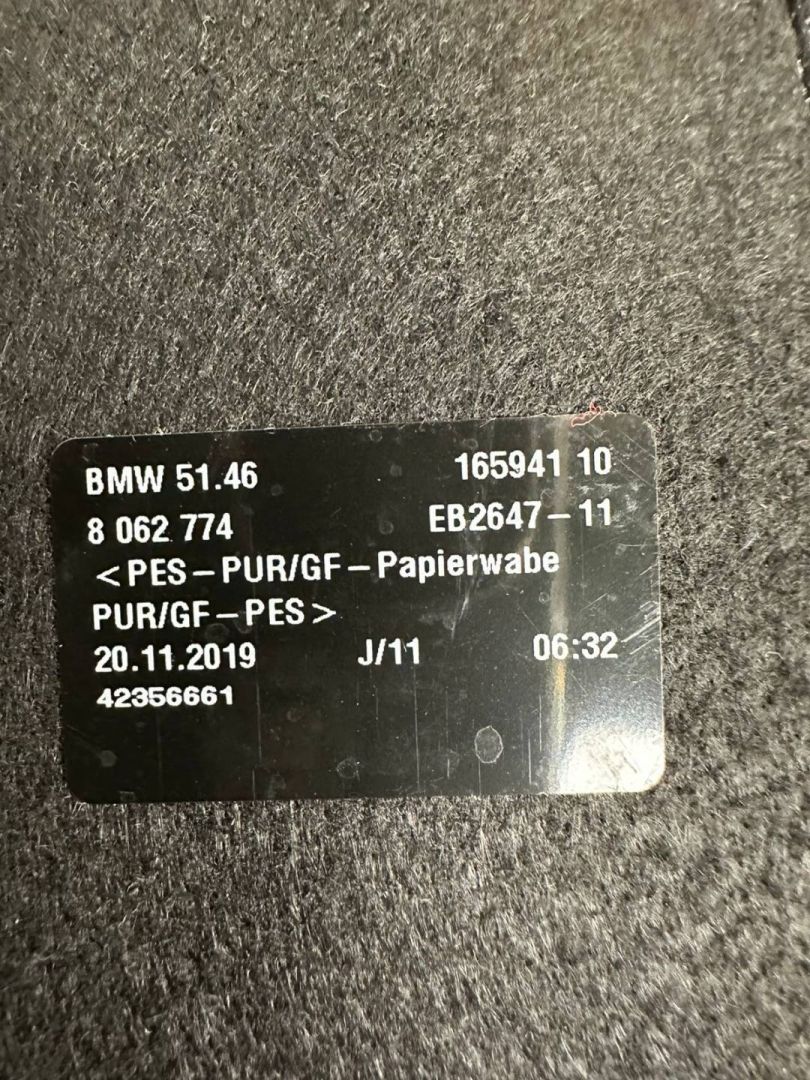 BMW 51.46 165941 10
8 062 774 EB2647-11
<PES-PUR/GF-Papierwabe
PUR/GF-PES>
20.11.2019 J/11 06:32
42356661